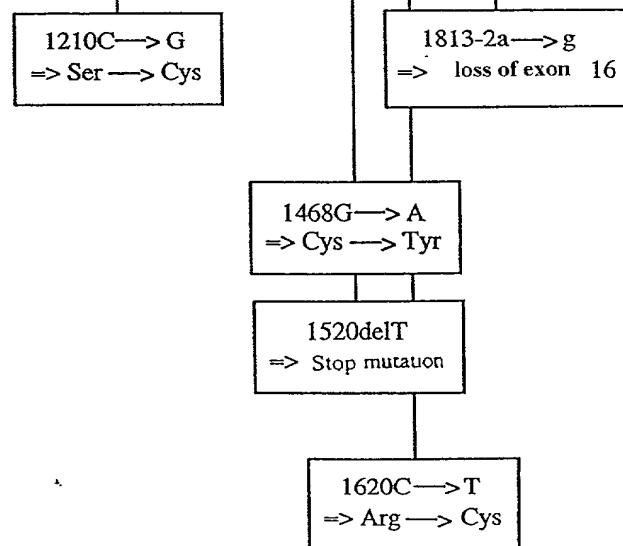 1210C—> G
=> Ser —> Cys
1813-2a—> g
=> loss of exon 16
1468G—> A
=> Cys —> Tyr
1520delT
=> Stop mutation
1620C—>T
=> Arg—> Cys